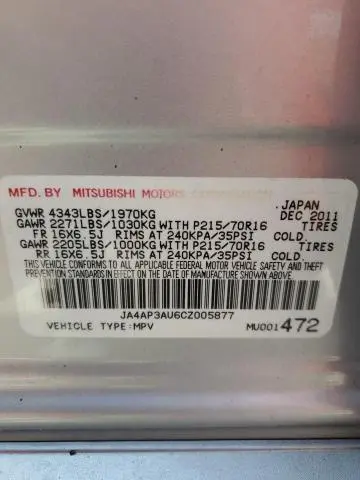 MFD. BY MITSUBISHI MOTORS CORPORATION JAPAN
GVWR 4343LBS/1970KG DEC 2011
GAWR 2271LBS/1030KG WITH P215/70R16 TIRES
FR 16X6.5J RIMS AT 240KPA/35PSI COLD.
GAWR 2205LBS/1000KG WITH P215/70R16 TIRES
RR 16X6.5J RIMS AT 240KPA/35PSI COLD.
THIS VEHICLE CONFORMS TO ALL APPLICABLE FEDERAL MOTOR VEHICLE SAFETY AND THEFT
PREVENTION STANDARDS IN EFFECT ON THE DATE OF MANUFACTURE SHOWN ABOVE.
JA4AP3AU6CZ005877
VEHICLE TYPE:MPV MU001472